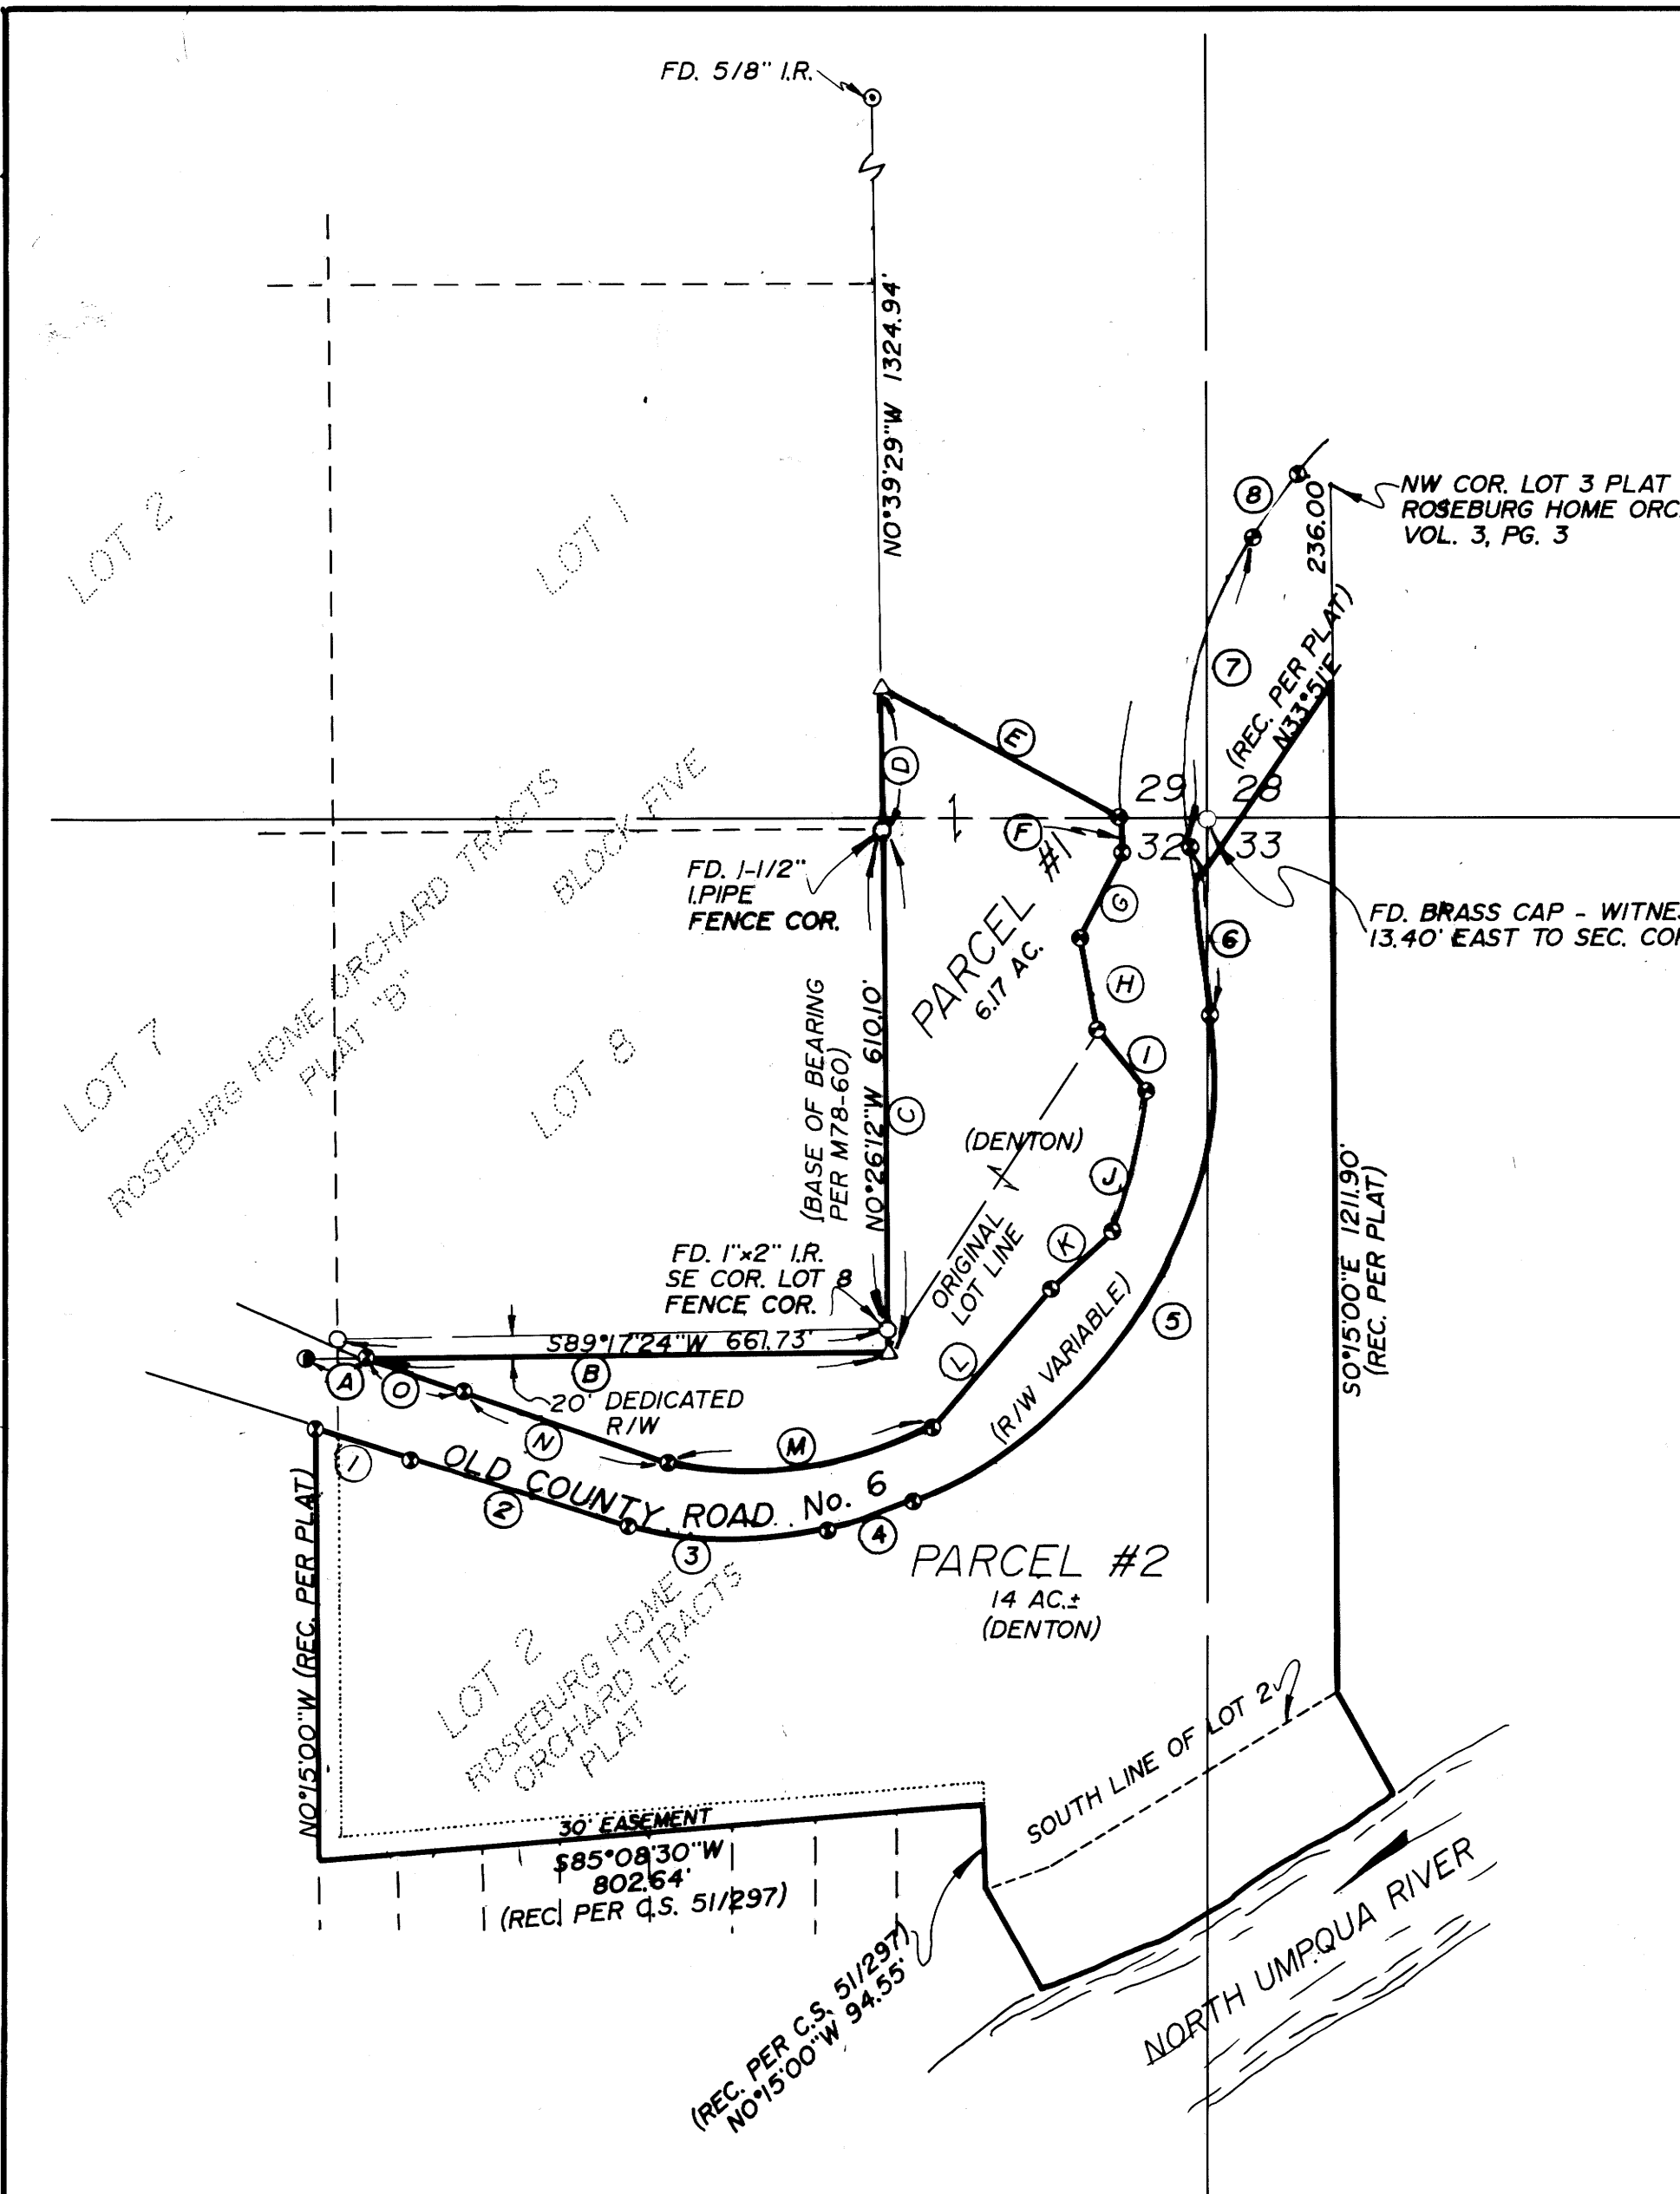 FD. 5/8" I.R.
N0°39'29"W 1324.94'
LOT 2
LOT 1
8
236.00'
NW COR. LOT 3 PLAT
ROSEBURG HOME ORC
VOL. 3, PG. 3
7
(REC. PER PLAT)
N33°51'E
E
D
29
28
32
33
F
PARCEL #1
6.17 AC.
G
FD. 1-1/2"
I.PIPE
FENCE COR.
FD. BRASS CAP - WITNE
13.40' EAST TO SEC. CO
6
H
I
BLOCK FIVE
ROSEBURG HOME ORCHARD TRACTS
PLAT "B"
LOT 7
LOT 8
(BASE OF BEARING
PER M78-60)
N0°26'12"W 610.10'
C
(DENTON)
J
K
ORIGINAL
LOT LINE
L
(R/W VARIABLE)
5
S0°15'00"E 1211.90'
(REC. PER PLAT)
FD. 1"x2" I.R.
SE COR. LOT 8
FENCE COR.
S89°17'24"W 661.73'
A
O
B
20' DEDICATED
R/W
N
M
1
2
OLD COUNTY ROAD No. 6
3
4
PARCEL #2
14 AC.±
(DENTON)
N0°15'00"W (REC. PER PLAT)
LOT 2
ROSEBURG HOME
ORCHARD TRACTS
PLAT "E"
SOUTH LINE OF LOT 2
30' EASEMENT
S85°08'30"W
802.64'
(REC. PER C.S. 51/297)
(REC. PER C.S. 51/297)
N0°15'00"W 94.55'
NORTH UMPQUA RIVER